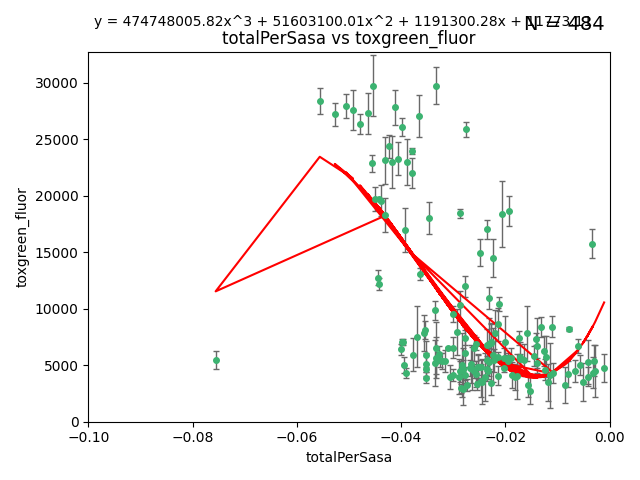 y = 474748005.82x^3 + 51603100.01x^2 + 1191300.28x +
N = 484
totalPerSasa vs toxgreen_fluor
30000
25000
20000
15000
10000
5000
0
toxgreen_fluor
−0.10
−0.08
−0.06
−0.04
−0.02
0.00
totalPerSasa